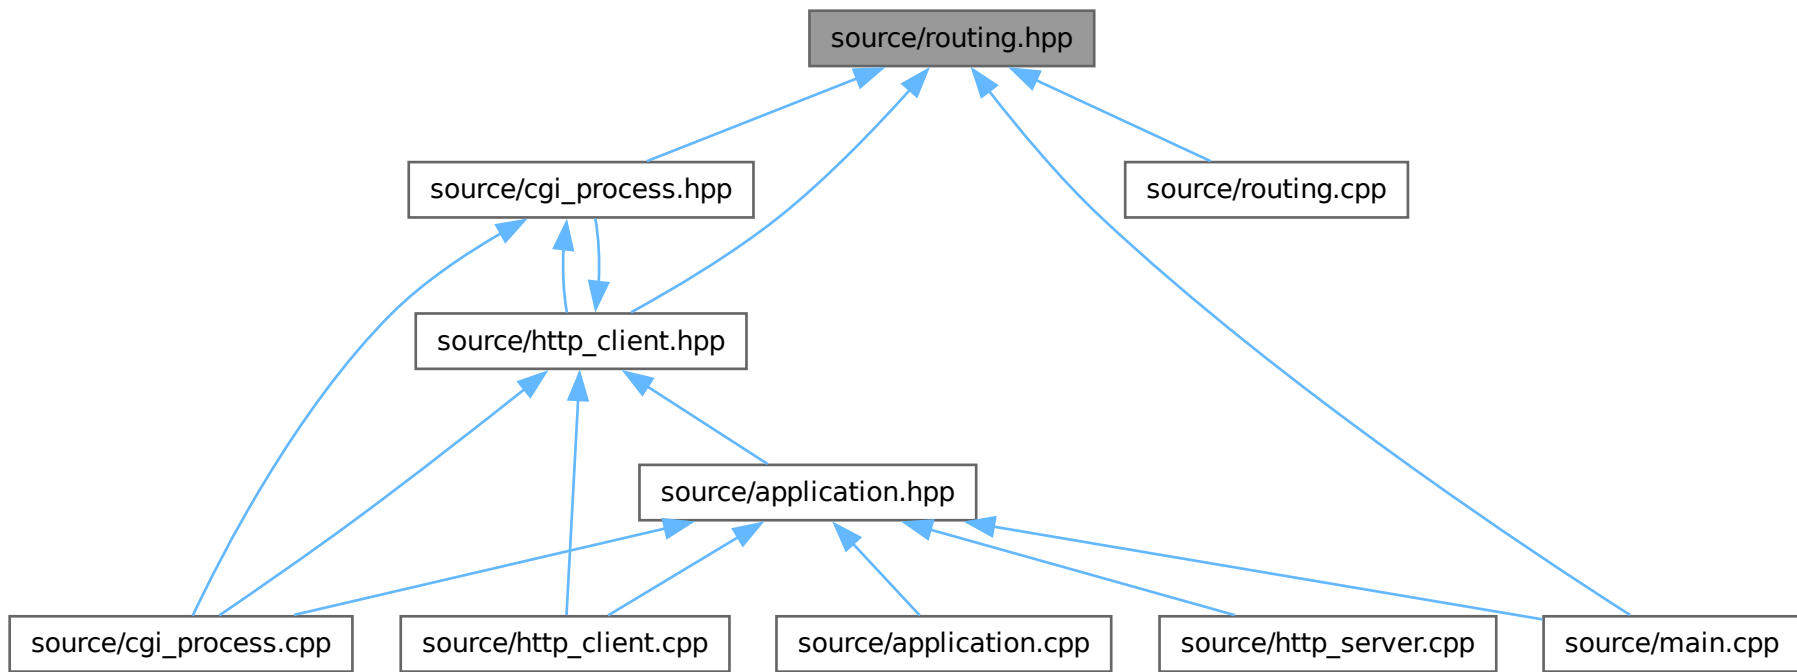 source/routing.hpp
source/cgi_process.hpp
source/routing.cpp
source/http_client.hpp
source/application.hpp
source/cgi_process.cpp
source/http_client.cpp
source/application.cpp
source/http_server.cpp
source/main.cpp